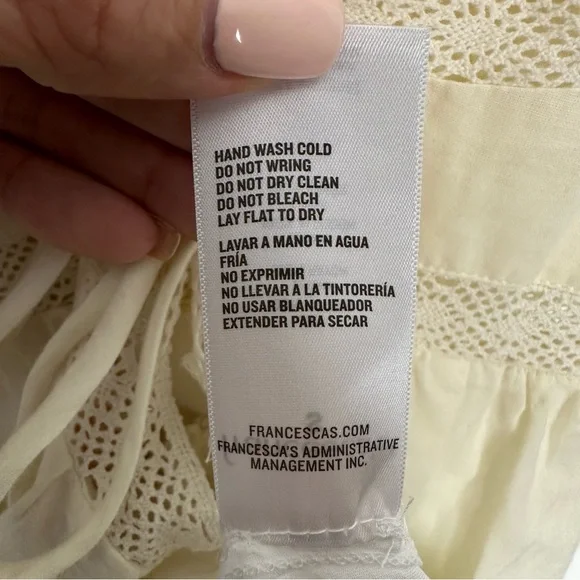 HAND WASH COLD
DO NOT WRING
DO NOT DRY CLEAN
DO NOT BLEACH
LAY FLAT TO DRY
LAVAR A MANO EN AGUA
FRÍA
NO EXPRIMIR
NO LLEVAR A LA TINTORERÍA
NO USAR BLANQUEADOR
EXTENDER PARA SECAR
FRANCESCAS.COM
FRANCESCA'S ADMINISTRATIVE
MANAGEMENT INC.